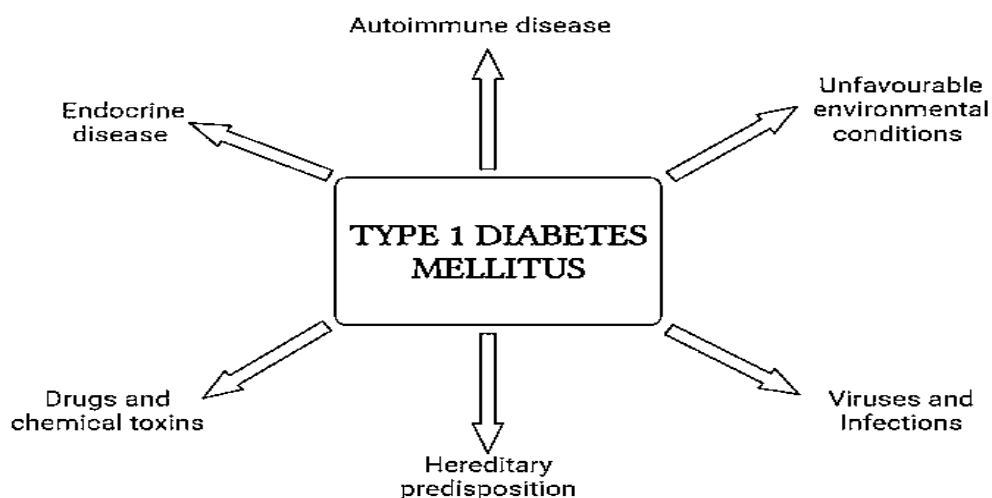 Autoimmune disease
Endocrine
disease
Unfavourable
environmental
conditions
TYPE 1 DIABETES
MELLITUS
Drugs and
chemical toxins
Viruses and
Infections
Hereditary
predisposition